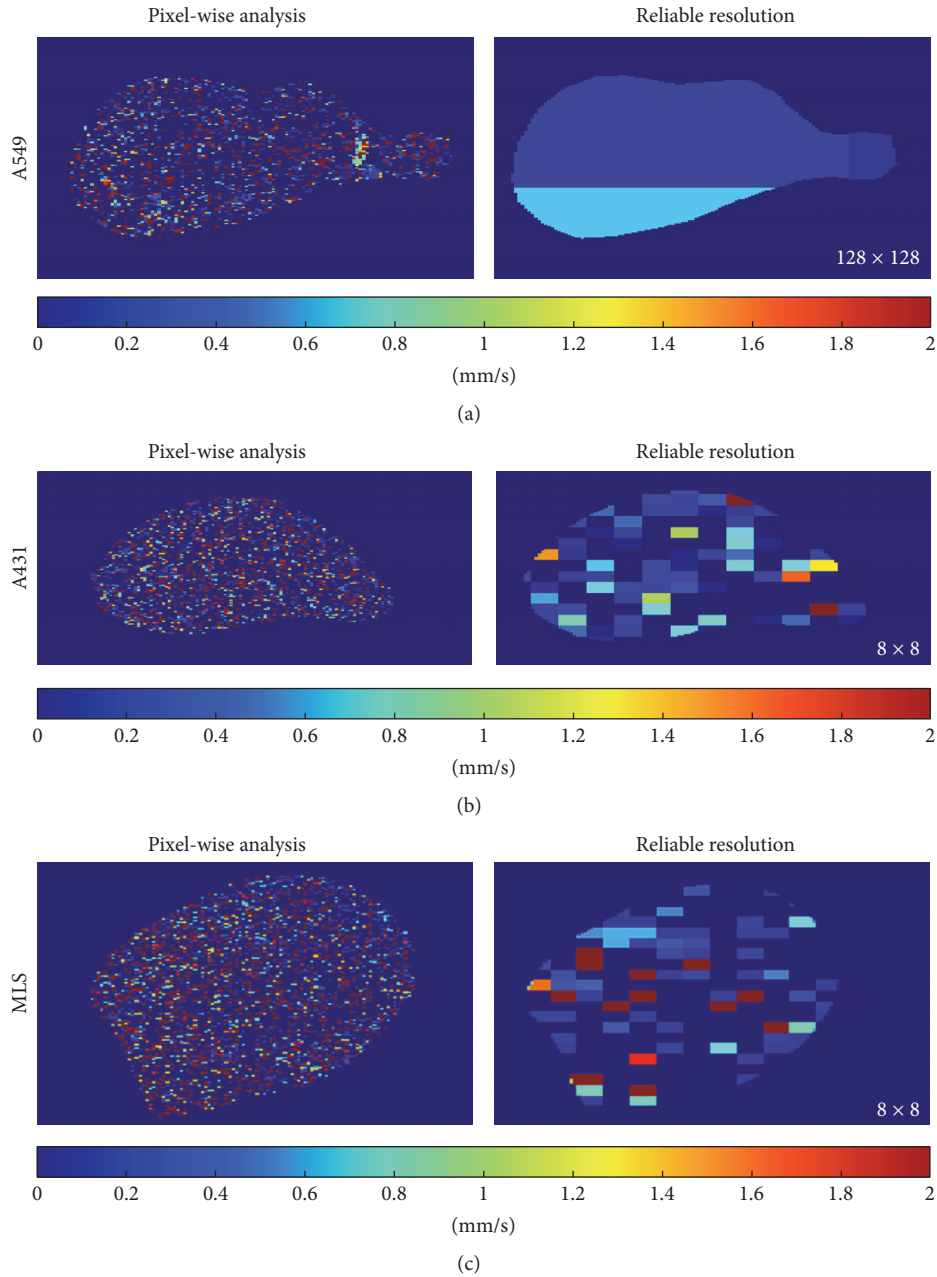 Pixel-wise analysis
Reliable resolution
A549
128 × 128
0 0.2 0.4 0.6 0.8 1 1.2 1.4 1.6 1.8 2
(mm/s)
(a)
Pixel-wise analysis
Reliable resolution
A431
8 × 8
0 0.2 0.4 0.6 0.8 1 1.2 1.4 1.6 1.8 2
(mm/s)
(b)
Pixel-wise analysis
Reliable resolution
MLS
8 × 8
0 0.2 0.4 0.6 0.8 1 1.2 1.4 1.6 1.8 2
(mm/s)
(c)